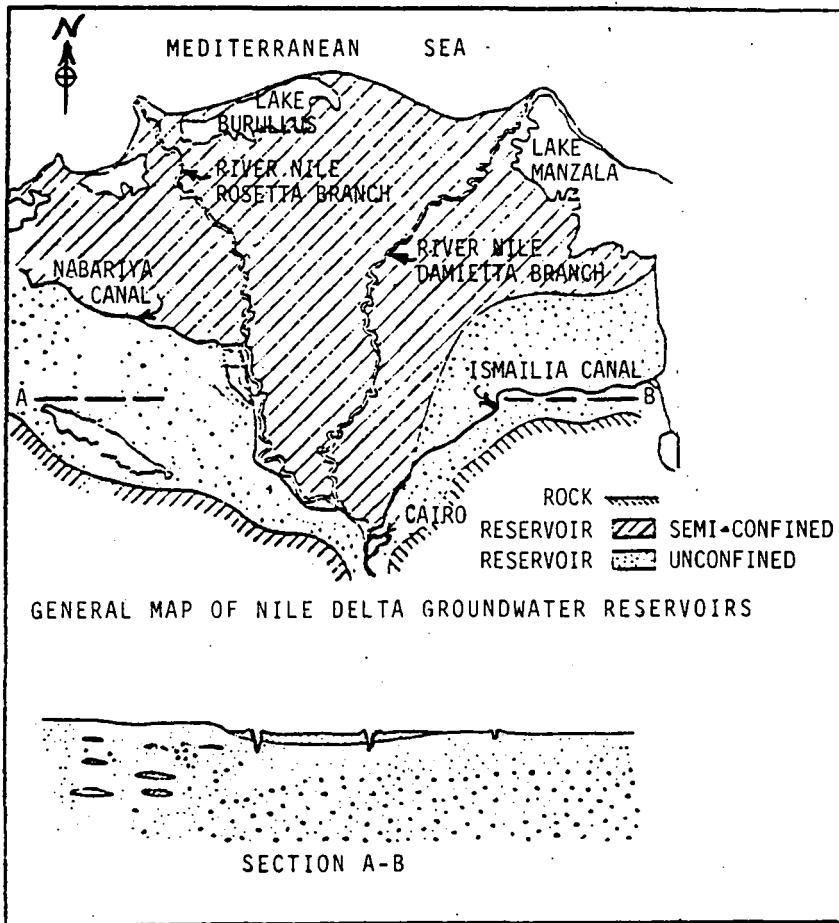 N
MEDITERRANEAN SEA
LAKE
BURULLUS
RIVER NILE
ROSETTA BRANCH
LAKE
MANZALA
RIVER NILE
DAMIETTA BRANCH
NABARIYA
CANAL
ISMAILIA CANAL
A
B
CAIRO
ROCK
RESERVOIR SEMI-CONFINED
RESERVOIR UNCONFINED
GENERAL MAP OF NILE DELTA GROUNDWATER RESERVOIRS
SECTION A-B